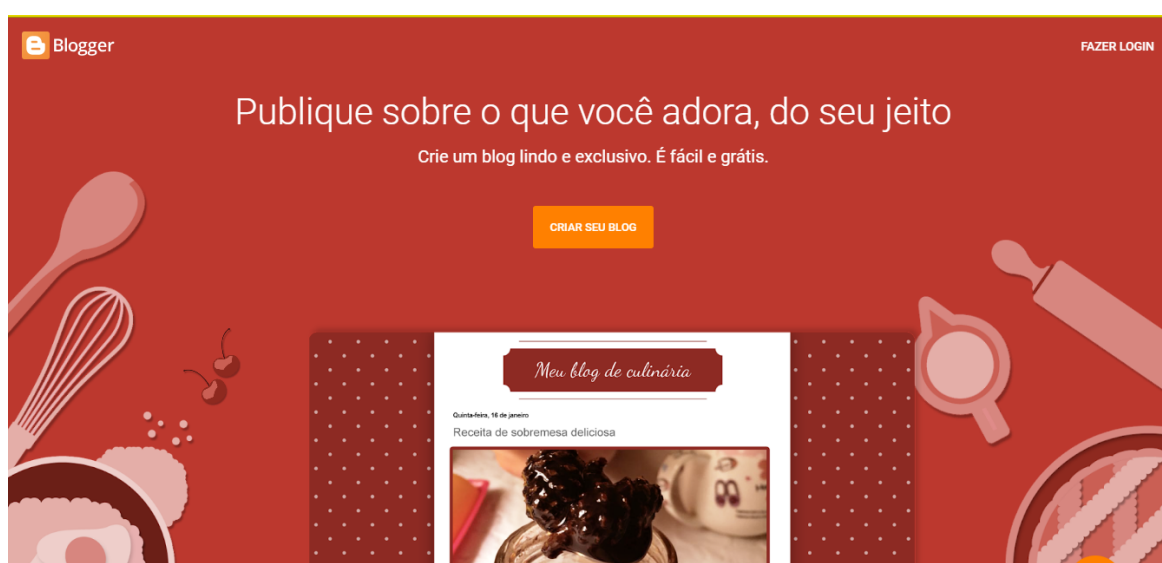 Blogger
FAZER LOGIN
Publique sobre o que você adora, do seu jeito
Crie um blog lindo e exclusivo. É fácil e grátis.
CRIAR SEU BLOG
Meu blog de culinária
Quinta-feira, 16 de janeiro
Receita de sobremesa deliciosa